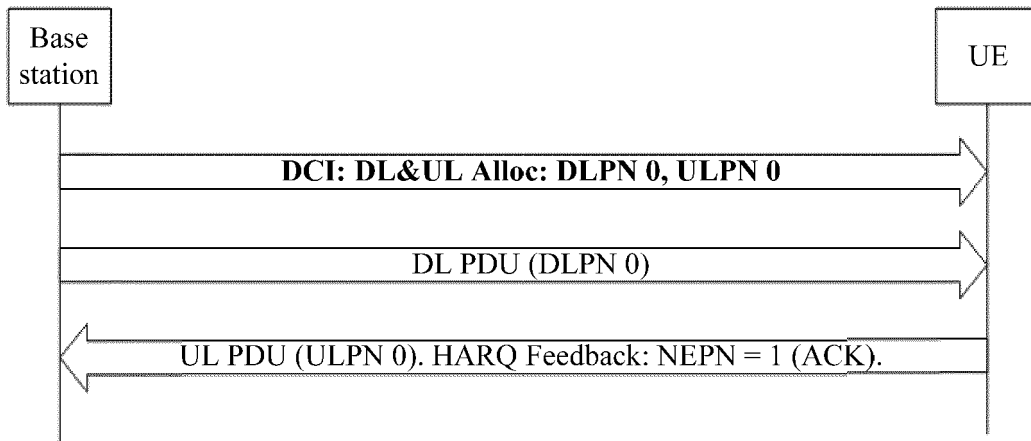 Base
station
UE
DCI: DL&UL Alloc: DLPN 0, ULPN 0
DL PDU (DLPN 0)
UL PDU (ULPN 0). HARQ Feedback: NEPN = 1 (ACK).